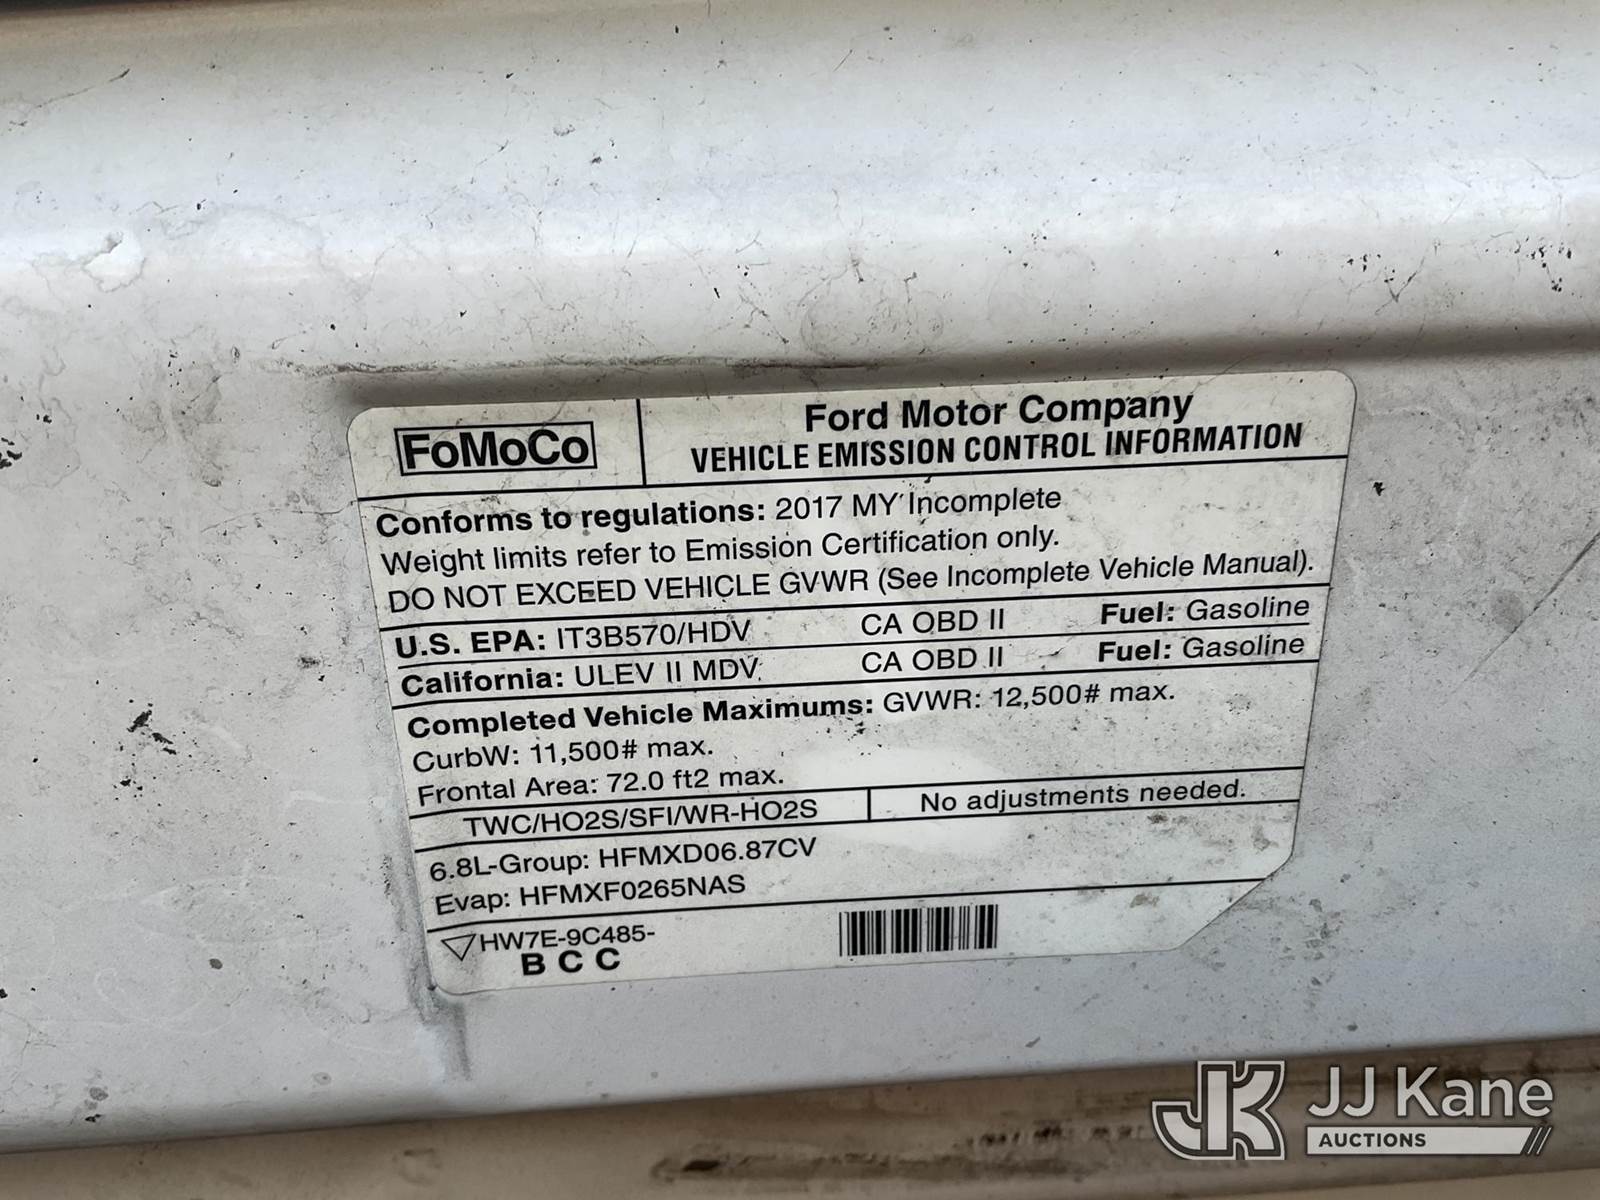 FoMoCo
Ford Motor Company
VEHICLE EMISSION CONTROL INFORMATION
Conforms to regulations: 2017 MY Incomplete
Weight limits refer to Emission Certification only.
DO NOT EXCEED VEHICLE GVWR (See Incomplete Vehicle Manual).
U.S. EPA: IT3B570/HDV CA OBD II Fuel: Gasoline
California: ULEV II MDV CA OBD II Fuel: Gasoline
Completed Vehicle Maximums: GVWR: 12,500# max.
CurbW: 11,500# max.
Frontal Area: 72.0 ft2 max.
TWC/HO2S/SFI/WR-HO2S No adjustments needed.
6.8L-Group: HFMXD06.87CV
Evap: HFMXF0265NAS
HW7E-9C485-
B C C
JK JJ Kane
AUCTIONS